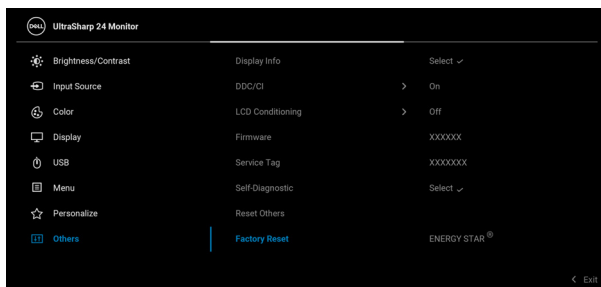 DELL UltraSharp 24 Monitor
Brightness/Contrast Display Info Select
Input Source DDC/CI > On
Color LCD Conditioning > Off
Display Firmware XXXXXX
USB Service Tag XXXXXXX
Menu Self-Diagnostic Select
Personalize Reset Others
Others Factory Reset ENERGY STAR ®
< Exit